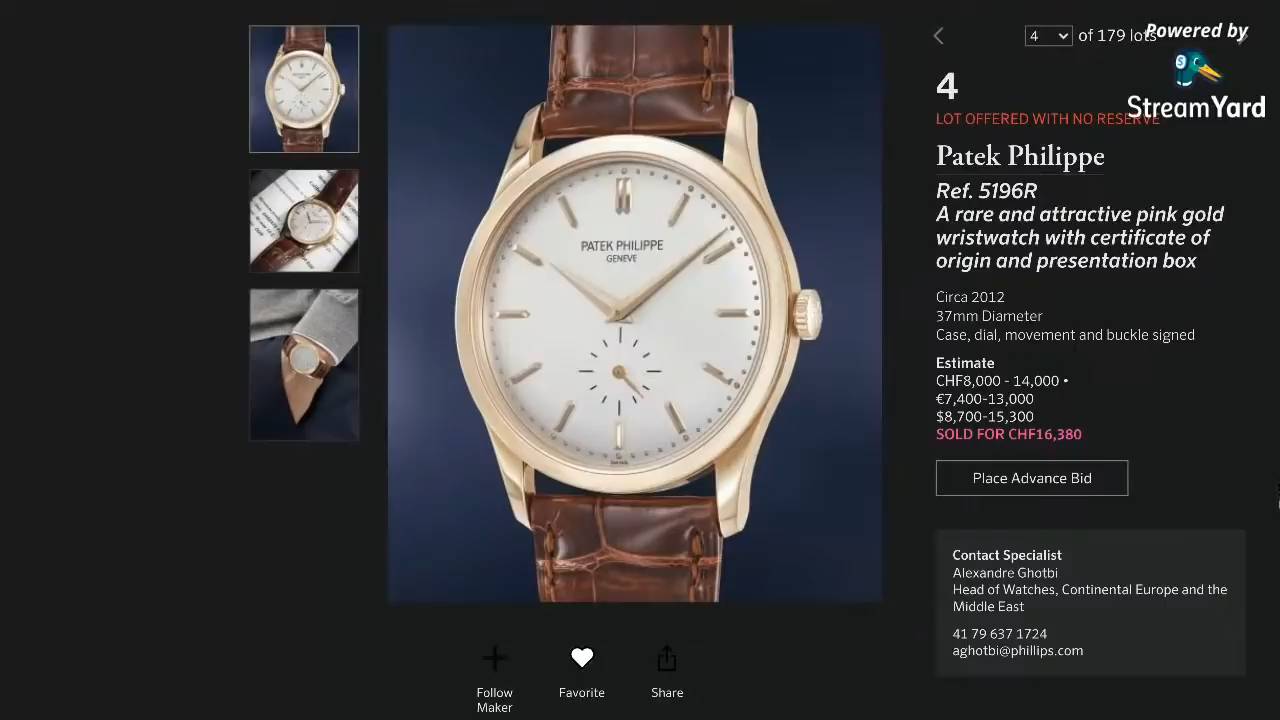 4
of 179 lots
Powered by
StreamYard
4
LOT OFFERED WITH NO RESERVE
Patek Philippe
Ref. 5196R
A rare and attractive pink gold
wristwatch with certificate of
origin and presentation box
Circa 2012
37mm Diameter
Case, dial, movement and buckle signed
Estimate
CHF8,000 - 14,000 •
€7,400-13,000
$8,700-15,300
SOLD FOR CHF16,380
Place Advance Bid
Contact Specialist
Alexandre Ghotbi
Head of Watches, Continental Europe and the
Middle East
41 79 637 1724
aghotbi@phillips.com
PATEK PHILIPPE
GENEVE
Follow
Maker
Favorite
Share